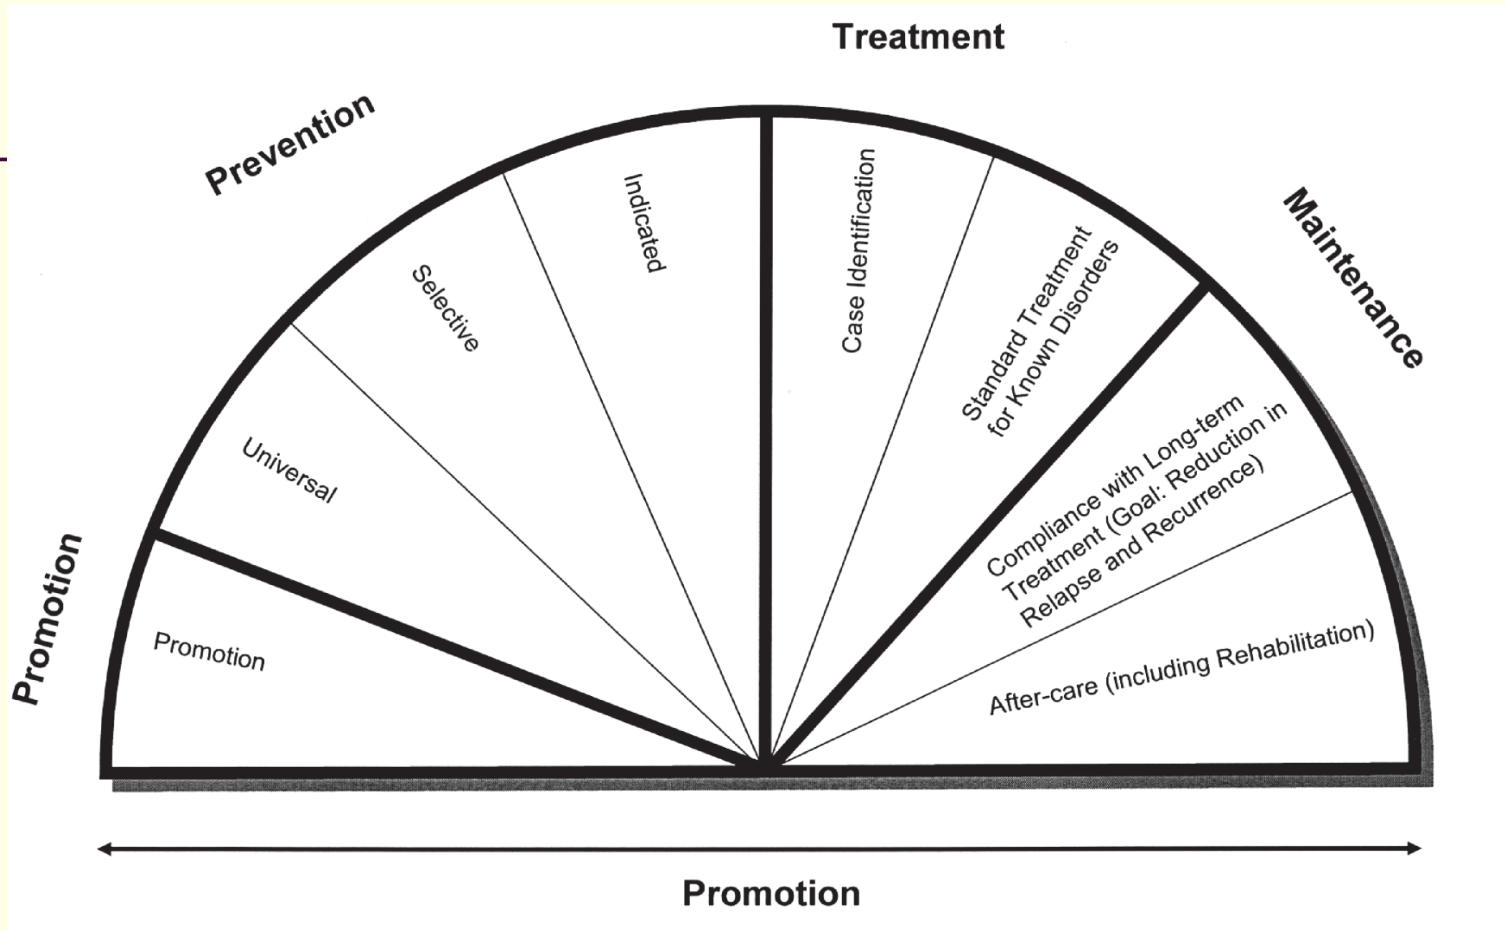 Treatment
Prevention
Maintenance
Promotion
Promotion
Universal
Selective
Indicated
Case Identification
Standard Treatment
for Known Disorders
Compliance with Long-term
Treatment (Goal: Reduction in
Relapse and Recurrence)
After-care (including Rehabilitation)
Promotion